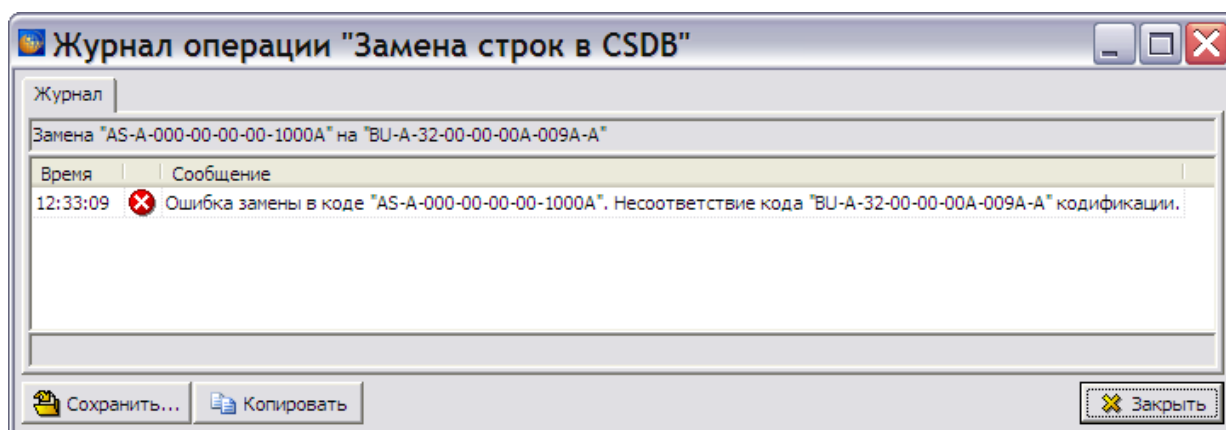 Журнал операции "Замена строк в CSDB"
Журнал
Замена "AS-A-000-00-00-00-1000A" на "BU-A-32-00-00-00A-009A-A"
Время Сообщение
12:33:09 Ошибка замены в коде "AS-A-000-00-00-00-1000A". Несоответствие кода "BU-A-32-00-00-00A-009A-A" кодификации.
Сохранить... Копировать Закрыть